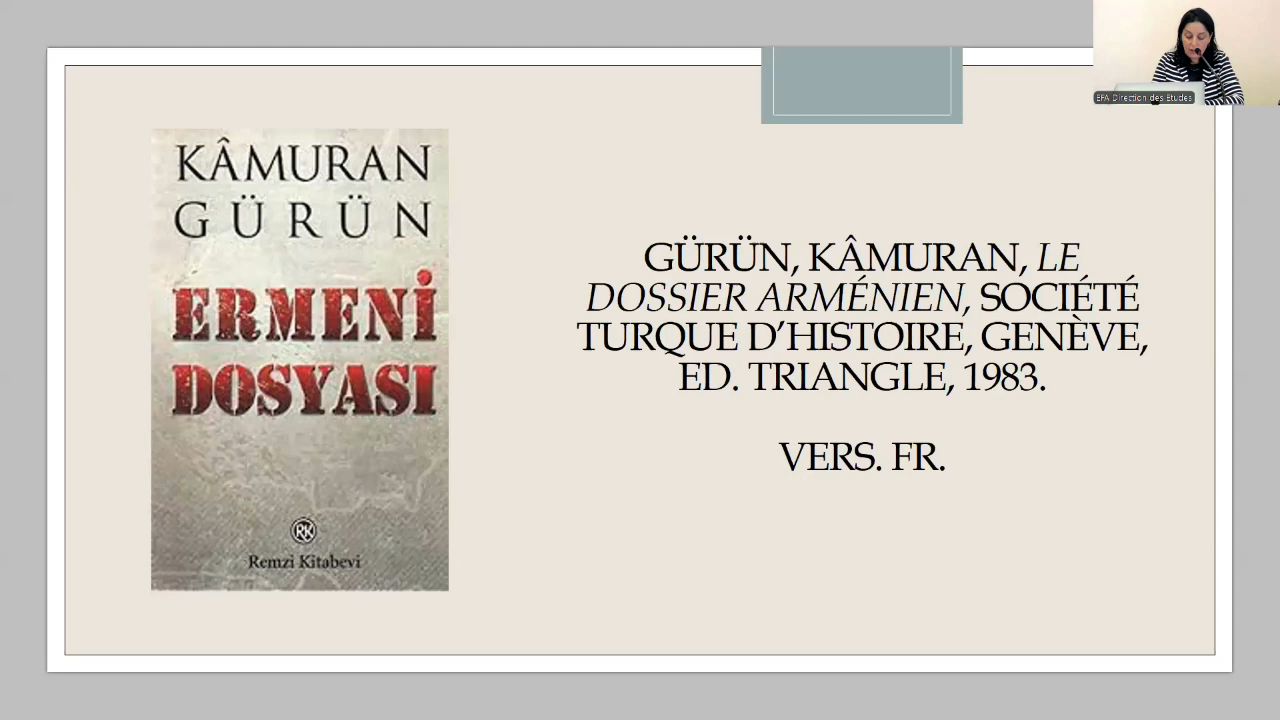 EFA Direction des Etudes
KÂMURAN
GÜRÜN
ERMENİ
DOSYASI
RK
Remzi Kitabevi
GÜRÜN, KÂMURAN, LE
DOSSIER ARMÉNIEN, SOCIÉTÉ
TURQUE D’HISTOIRE, GENÈVE,
ED. TRIANGLE, 1983.
VERS. FR.